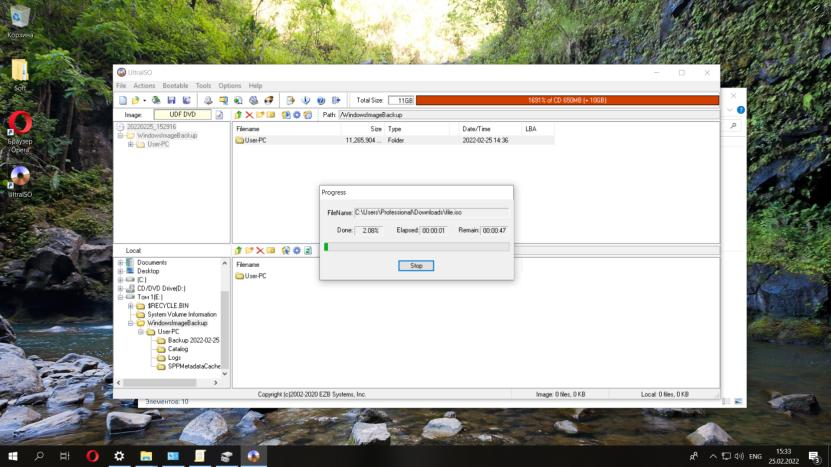 Корзина
Soft
Браузер
Opera
UltraISO
UltraISO
File Actions Bootable Tools Options Help
Total Size: 11GB 1691% of CD 650MB (+ 10GB)
Image: UDF DVD Path: /WindowsImageBackup
20220225_152916
WindowsImageBackup
User-PC
Filename Size Type Date/Time LBA
User-PC 11,265,904 ... Folder 2022-02-25 14:36
Progress
FileName: C:\Users\Professional\Downloads\file.iso
Done: 2.08% Elapsed: 00:00:01 Remain: 00:00:47
Stop
Local:
Documents
Desktop
(C:)
CD/DVD Drive(D:)
Том 1(E:)
$RECYCLE.BIN
System Volume Information
WindowsImageBackup
User-PC
Backup 2022-02-25
Catalog
Logs
SPPMetadataCache
Filename
User-PC
Copyright (c)2002-2020 EZB Systems, Inc. Image: 0 files, 0 KB Local: 0 files, 0 KB
Элементов: 10
ENG
15:33
25.02.2022